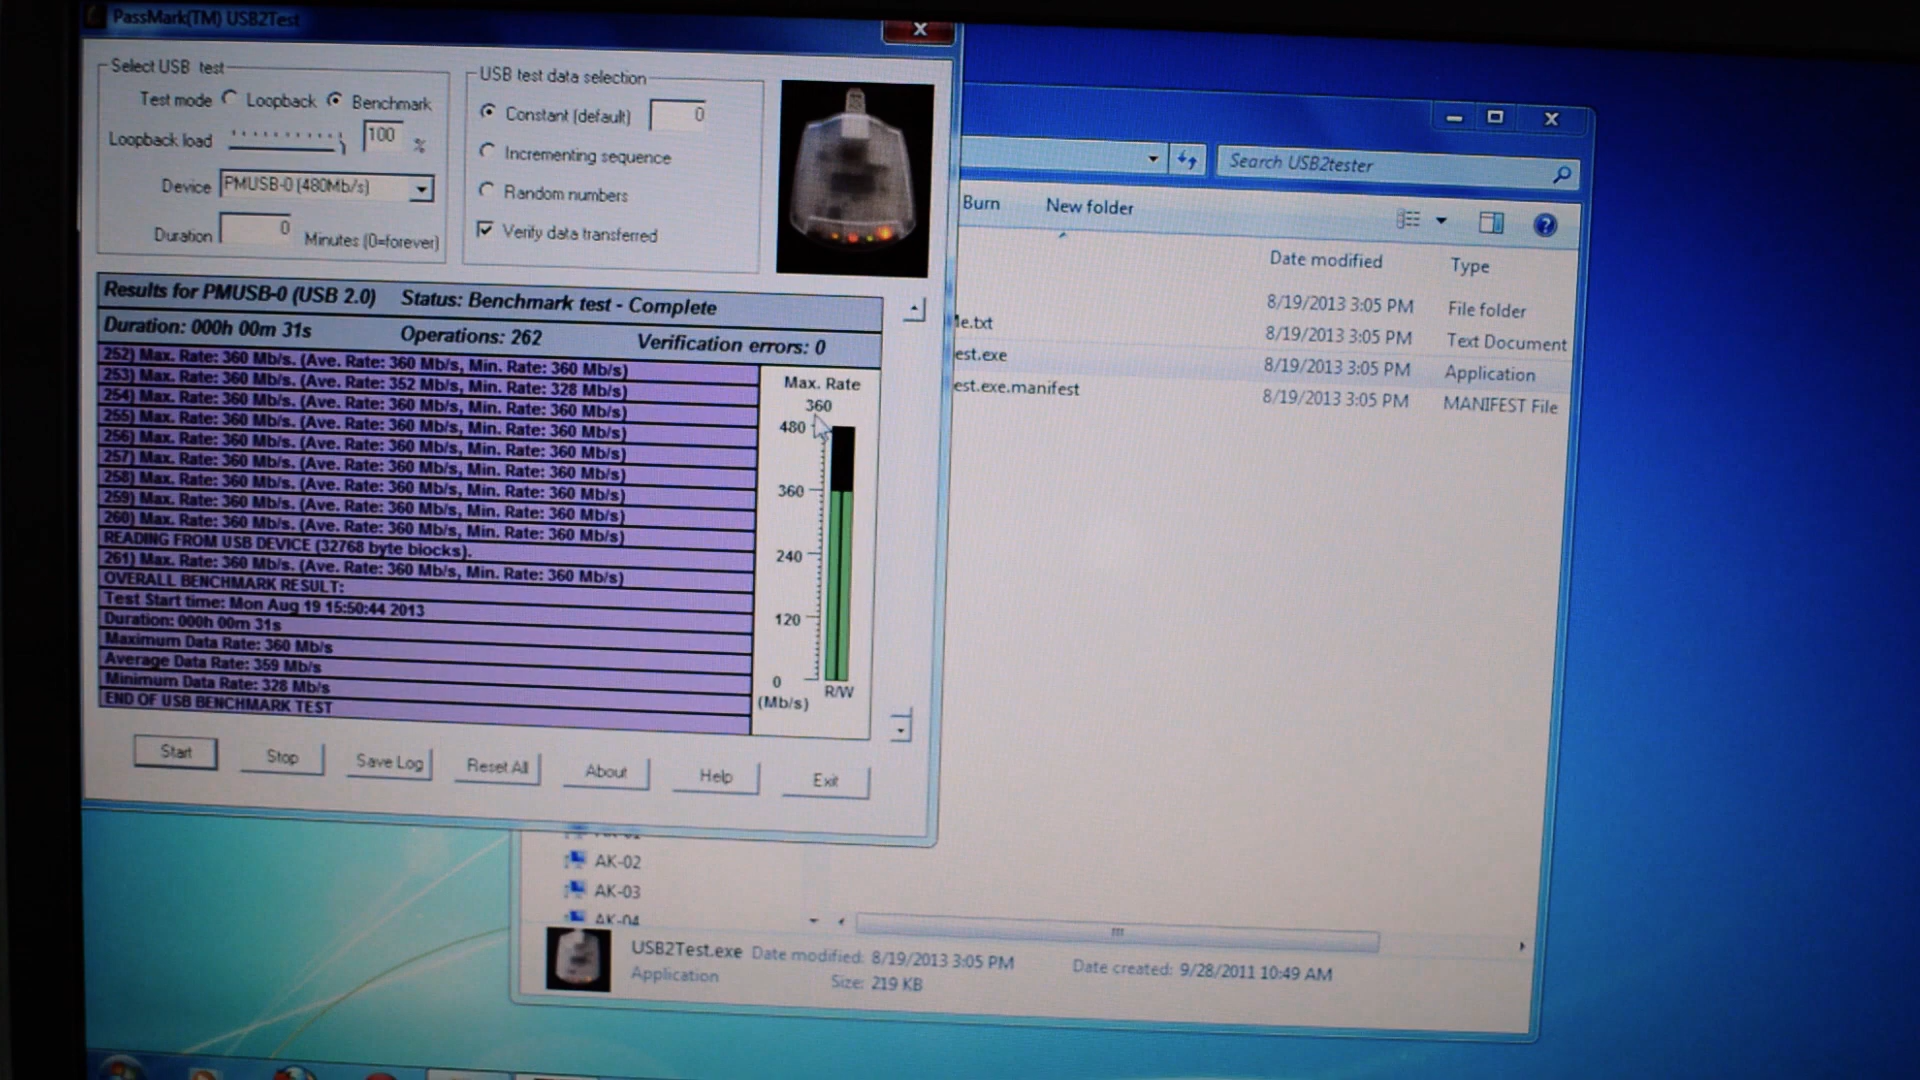 PassMark(TM) USB2Test
Select USB test
Test mode Loopback Benchmark
Loopback load 100 %
Device PMUSB-0 (480Mb/s)
Duration 0 Minutes (0=forever)
USB test data selection
Constant (default) 0
Incrementing sequence
Random numbers
Verify data transferred
Results for PMUSB-0 (USB 2.0) Status: Benchmark test - Complete
Duration: 000h 00m 31s Operations: 262 Verification errors: 0
252) Max. Rate: 360 Mb/s. (Ave. Rate: 360 Mb/s, Min. Rate: 360 Mb/s)
253) Max. Rate: 360 Mb/s. (Ave. Rate: 352 Mb/s, Min. Rate: 328 Mb/s)
254) Max. Rate: 360 Mb/s. (Ave. Rate: 360 Mb/s, Min. Rate: 360 Mb/s)
255) Max. Rate: 360 Mb/s. (Ave. Rate: 360 Mb/s, Min. Rate: 360 Mb/s)
256) Max. Rate: 360 Mb/s. (Ave. Rate: 360 Mb/s, Min. Rate: 360 Mb/s)
257) Max. Rate: 360 Mb/s. (Ave. Rate: 360 Mb/s, Min. Rate: 360 Mb/s)
258) Max. Rate: 360 Mb/s. (Ave. Rate: 360 Mb/s, Min. Rate: 360 Mb/s)
259) Max. Rate: 360 Mb/s. (Ave. Rate: 360 Mb/s, Min. Rate: 360 Mb/s)
260) Max. Rate: 360 Mb/s. (Ave. Rate: 360 Mb/s, Min. Rate: 360 Mb/s)
READING FROM USB DEVICE (32768 byte blocks).
261) Max. Rate: 360 Mb/s. (Ave. Rate: 360 Mb/s, Min. Rate: 360 Mb/s)
OVERALL BENCHMARK RESULT:
Test Start time: Mon Aug 19 15:50:44 2013
Duration: 000h 00m 31s
Maximum Data Rate: 360 Mb/s
Average Data Rate: 359 Mb/s
Minimum Data Rate: 328 Mb/s
END OF USB BENCHMARK TEST
Max. Rate
360
480
360
240
120
0
(Mb/s)
R/W
Start Stop Save Log Reset All About Help Exit
Search USB2tester
Burn New folder
Date modified Type
8/19/2013 3:05 PM File folder
Me.txt 8/19/2013 3:05 PM Text Document
est.exe 8/19/2013 3:05 PM Application
est.exe.manifest 8/19/2013 3:05 PM MANIFEST File
AK-02
AK-03
AK-04
USB2Test.exe Date modified: 8/19/2013 3:05 PM Date created: 9/28/2011 10:49 AM
Application Size: 219 KB